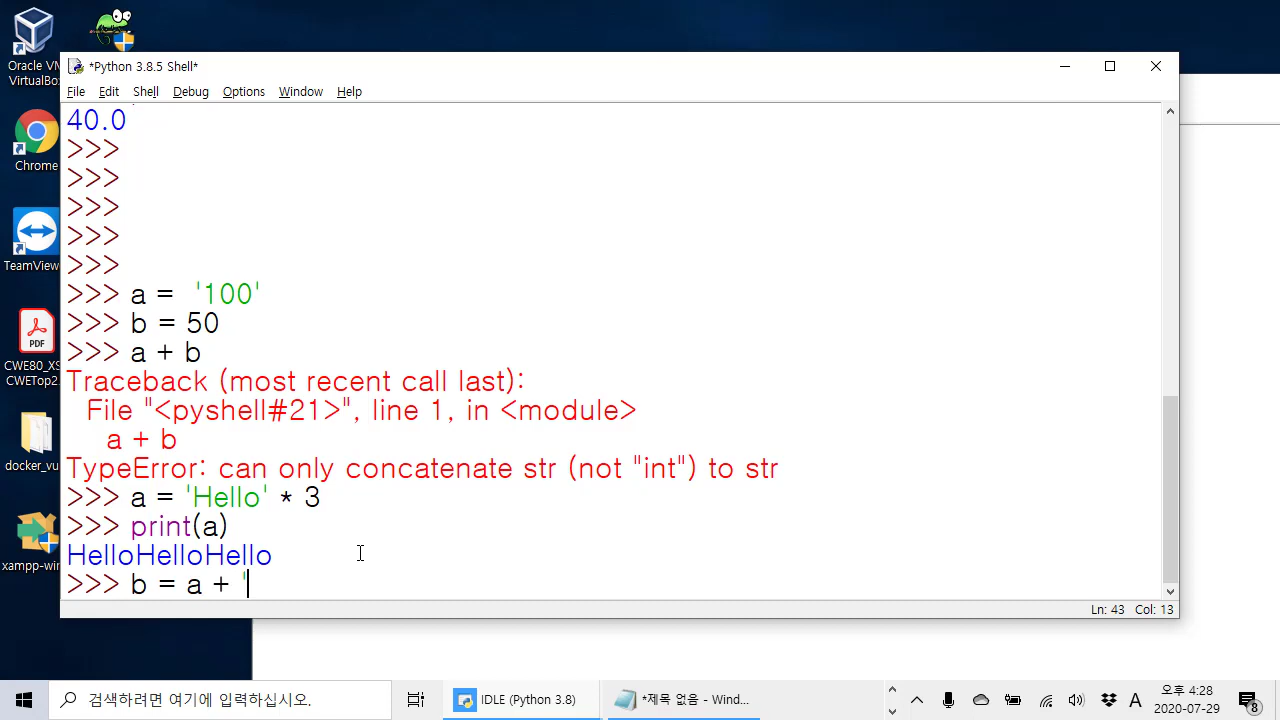 Oracle VM
VirtualBox
Chrome
TeamView
PDF
CWE80_XS
CWETop2
docker_vu
xampp-win
*Python 3.8.5 Shell*
File Edit Shell Debug Options Window Help
40.0
>>>
>>>
>>>
>>>
>>>
>>> a =  '100'
>>> b = 50
>>> a + b
Traceback (most recent call last):
  File "<pyshell#21>", line 1, in <module>
    a + b
TypeError: can only concatenate str (not "int") to str
>>> a = 'Hello' * 3
>>> print(a)
HelloHelloHello
>>> b = a + '
Ln: 43 Col: 13
검색하려면 여기에 입력하십시오.
IDLE (Python 3.8)
*제목 없음 - Wind...
A
오후 4:28
2020-07-29
8